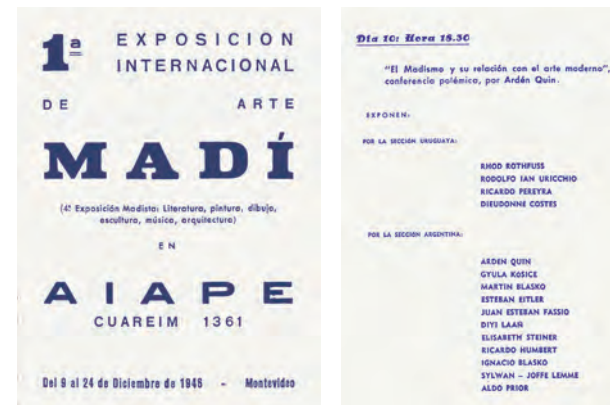 1ª EXPOSICION
INTERNACIONAL
DE ARTE
MADÍ
(4ª Exposición Madista: Literatura, pintura, dibujo,
escultura, música, arquitectura)
EN
AIAPE
CUAREIM 1361
Del 9 al 24 de Diciembre de 1946 - Montevideo
Día 10: Hora 18.30
"El Madismo y su relación con el arte moderno",
conferencia polémica, por Ardén Quin.
EXPONEN:
POR LA SECCIÓN URUGUAYA:
RHOD ROTHFUSS
RODOLFO IAN URICCHIO
RICARDO PEREYRA
DIEUDONNE COSTES
POR LA SECCIÓN ARGENTINA:
ARDEN QUIN
GYULA KOSICE
MARTIN BLASKO
ESTEBAN EITLER
JUAN ESTEBAN FASSIO
DIYI LAAÑ
ELISABETH STEINER
RICARDO HUMBERT
IGNACIO BLASKO
SYLWAN – JOFFE LEMME
ALDO PRIOR